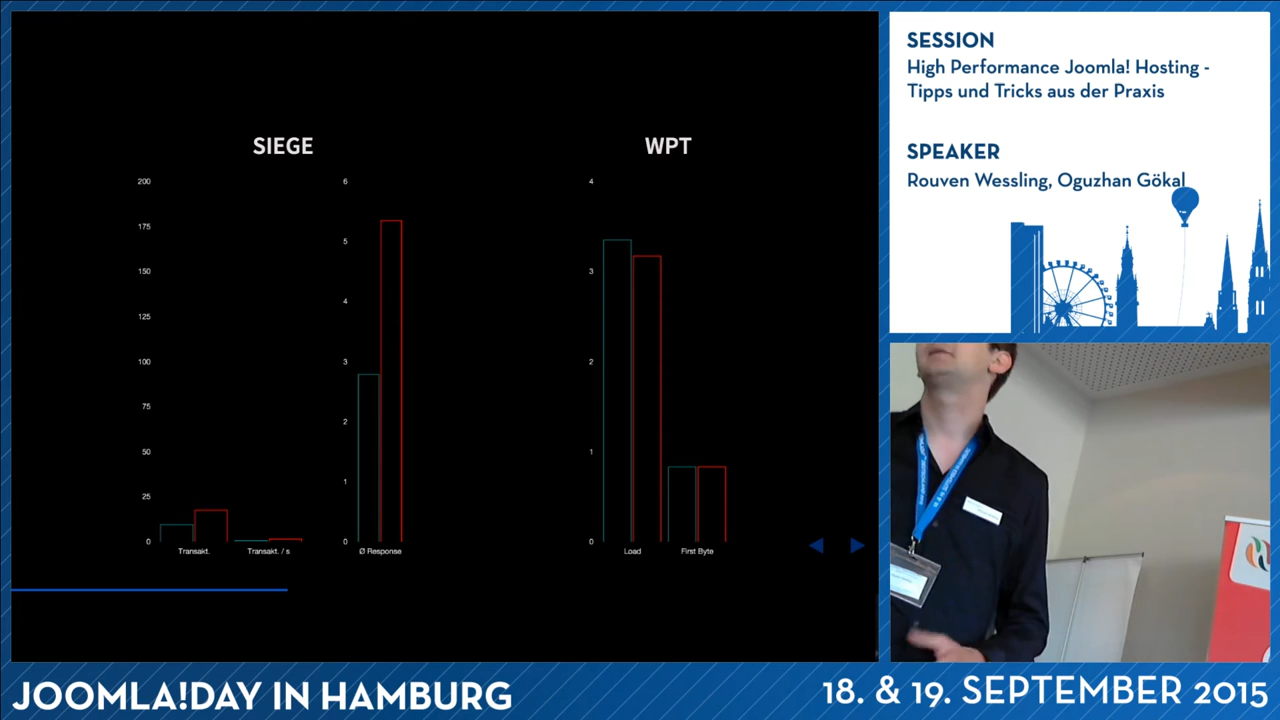 SIEGE
WPT
200
175
150
125
100
75
50
25
0
Transakt.
Transakt. / s
6
5
4
3
2
1
0
Ø Response
4
3
2
1
0
Load
First Byte
SESSION
High Performance Joomla! Hosting -
Tipps und Tricks aus der Praxis
SPEAKER
Rouven Wessling, Oguzhan Gökal
JOOMLA!DAY IN HAMBURG
18. & 19. SEPTEMBER 2015